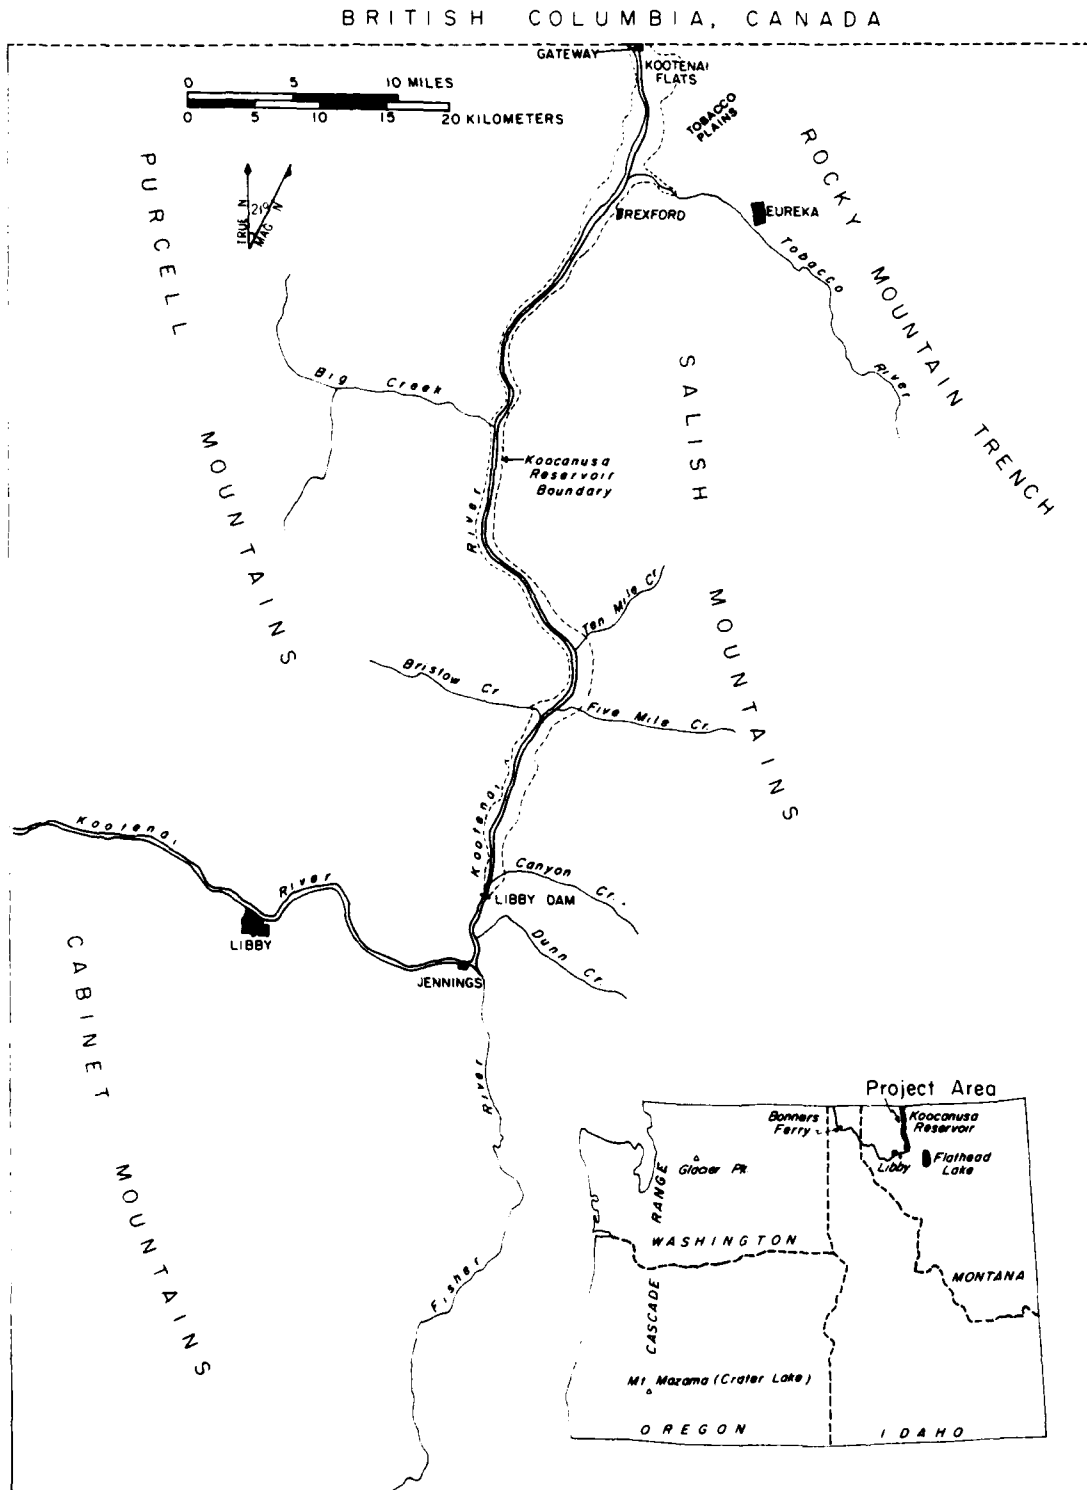 BRITISH COLUMBIA, CANADA
GATEWAY
KOOTENAI
FLATS
0 5 10 MILES
0 5 10 15 20 KILOMETERS
TOBACCO
PLAINS
ROCKY MOUNTAIN TRENCH
PURCELL MOUNTAINS
TRUE N
21°
MAG N
REXFORD
EUREKA
Tobacco River
Big Creek
SALISH MOUNTAINS
Koocanusa
Reservoir
Boundary
Kootenai River
Ten Mile Cr.
Bristow Cr
Five Mile Cr.
Kootenai River
Canyon Cr.
LIBBY DAM
LIBBY
Dunn Cr.
JENNINGS
CABINET MOUNTAINS
Fisher River
Project Area
Bonners
Ferry
Koocanusa
Reservoir
Libby
Flathead
Lake
Glacier Pk.
CASCADE RANGE
WASHINGTON
MONTANA
Mt. Mazama (Crater Lake)
OREGON
IDAHO